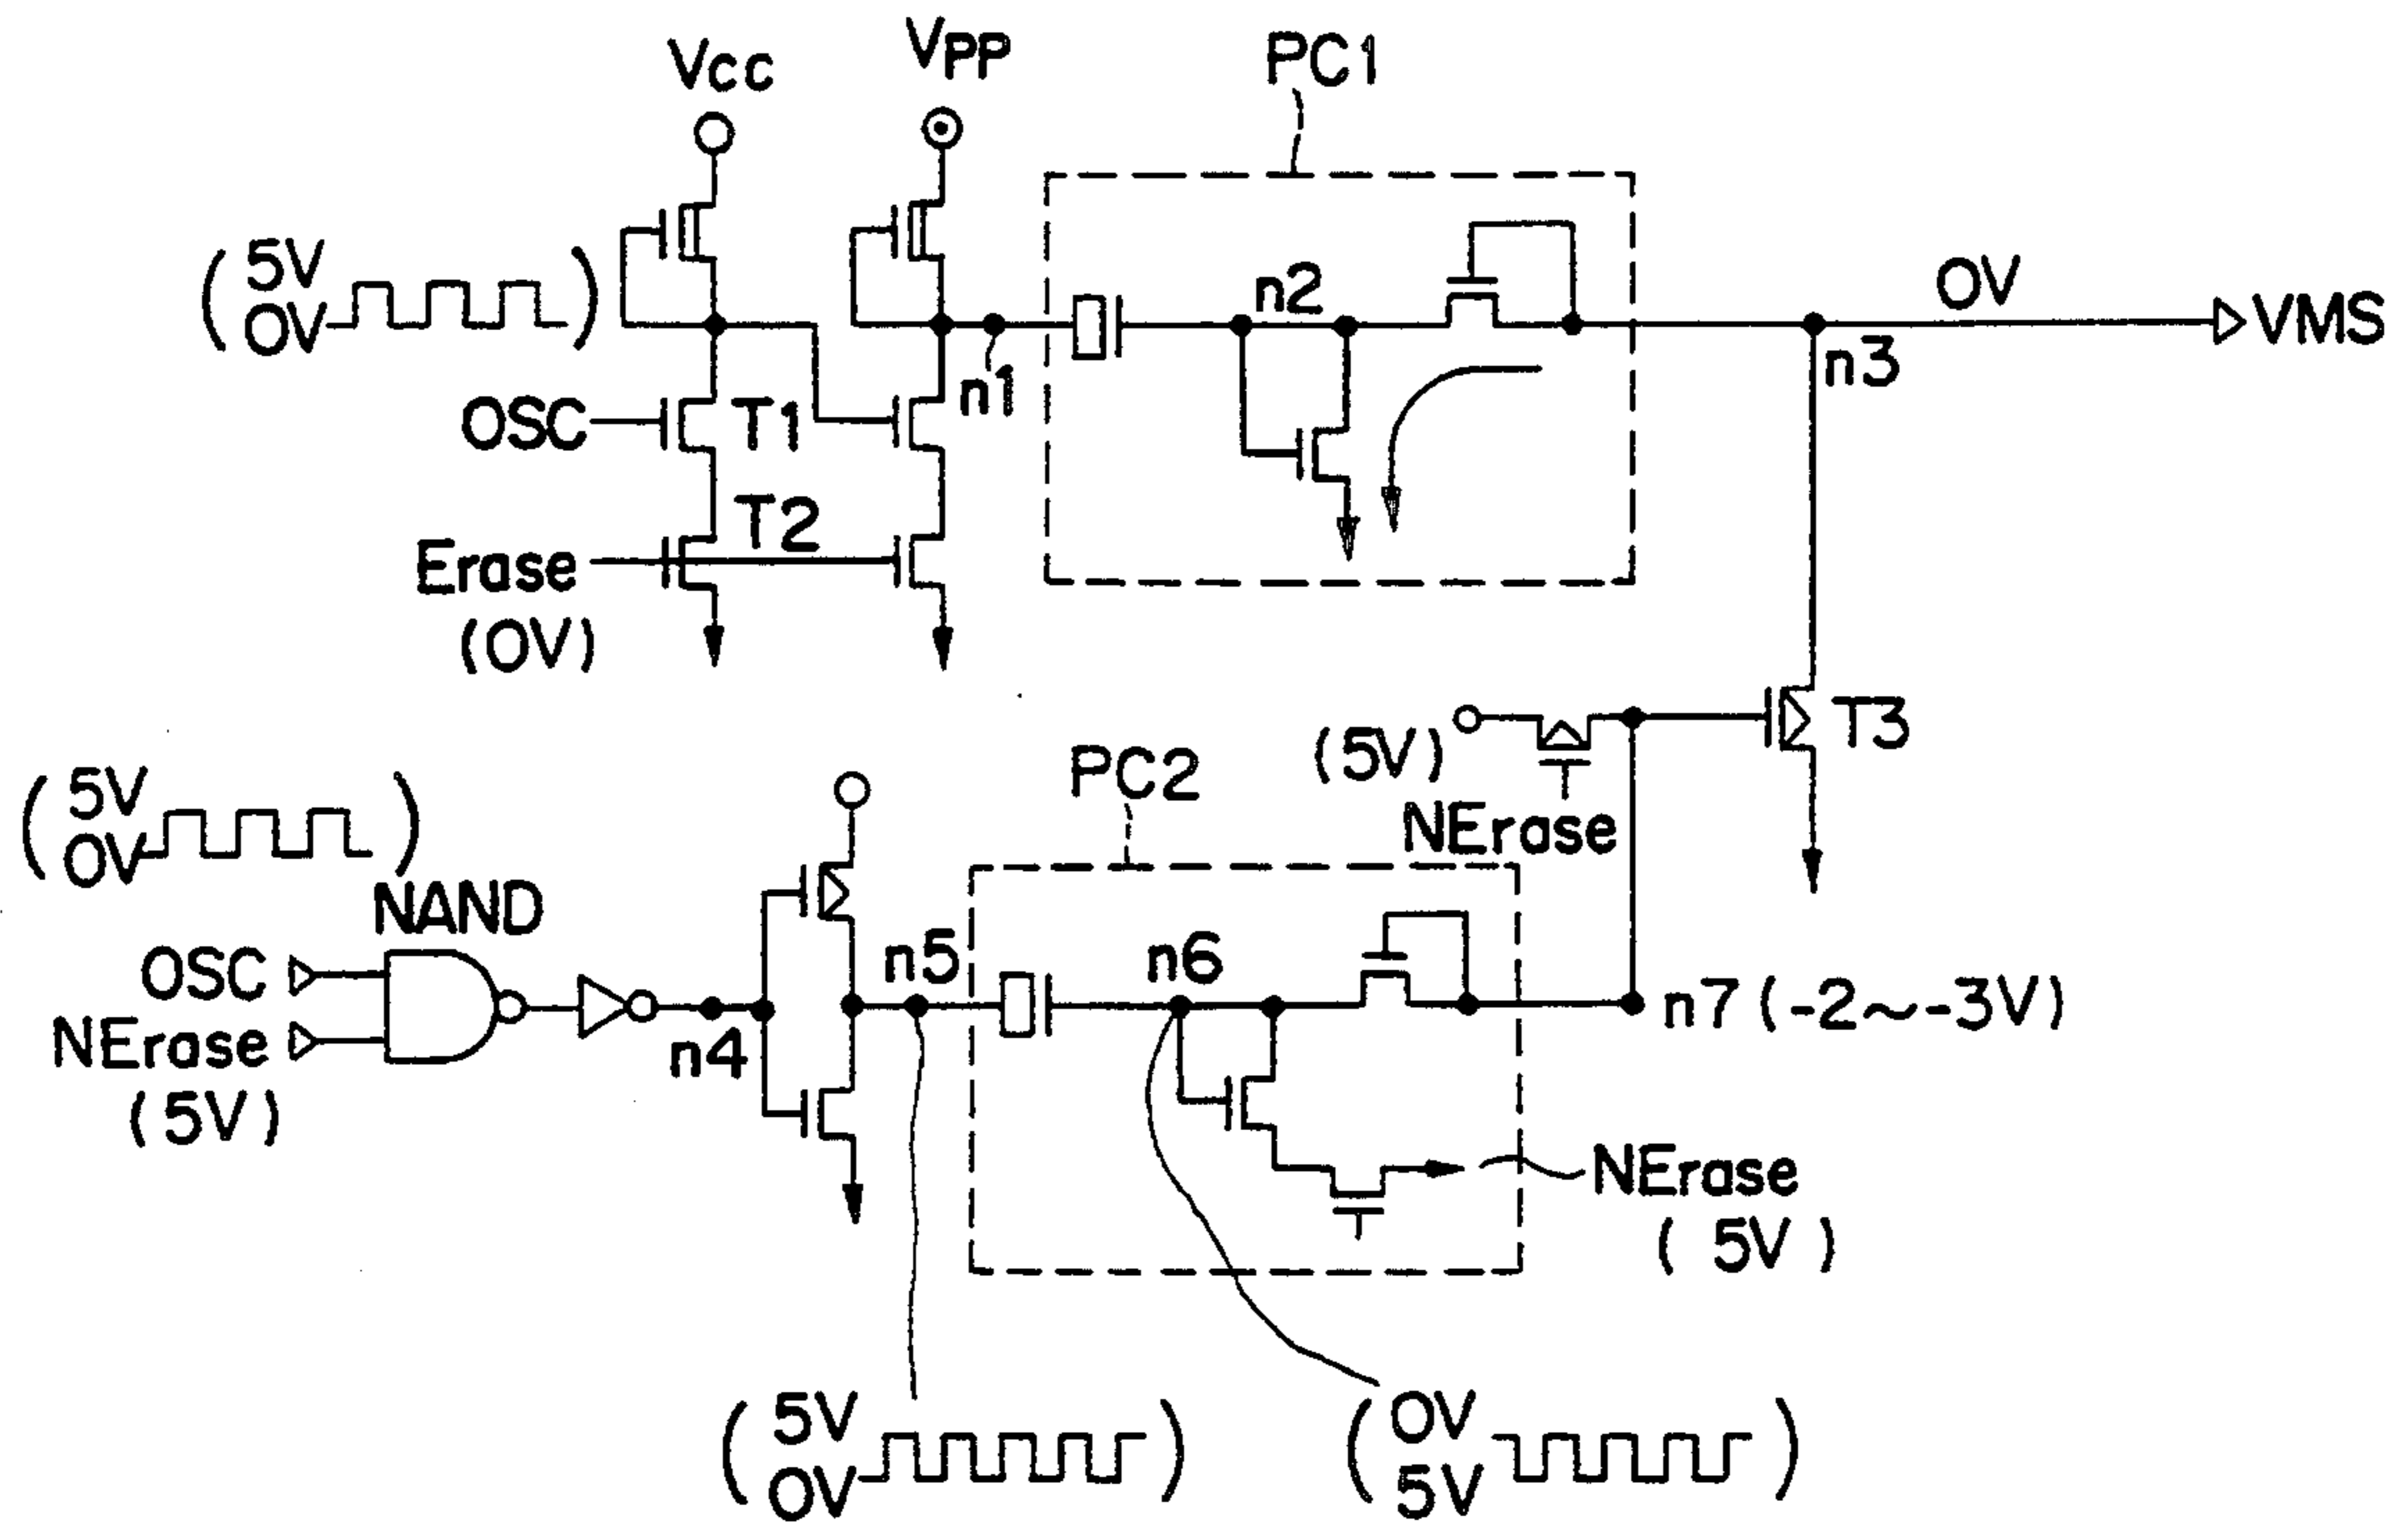 Vcc
VPP
PC1
( 5V
0V )
n2
0V
VMS
n1
n3
OSC
T1
T2
Erase
(0V)
T3
(5V)
NErase
PC2
( 5V
0V )
NAND
OSC
NErase
(5V)
n4
n5
n6
n7 (-2~-3V)
NErase
( 5V )
( 5V
0V )
( 0V
5V )